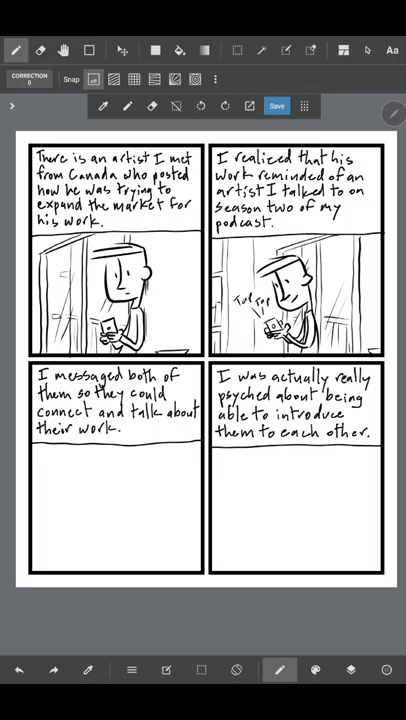 Aa
CORRECTION
0
Snap
off
Save
There is an artist I met
from Canada who posted
how he was trying to
expand the market for
his work.
I realized that his
work reminded of an
artist I talked to on
season two of my
podcast.
TUP TUP
I messaged both of
them so they could
connect and talk about
their work.
I was actually really
psyched about being
able to introduce
them to each other.